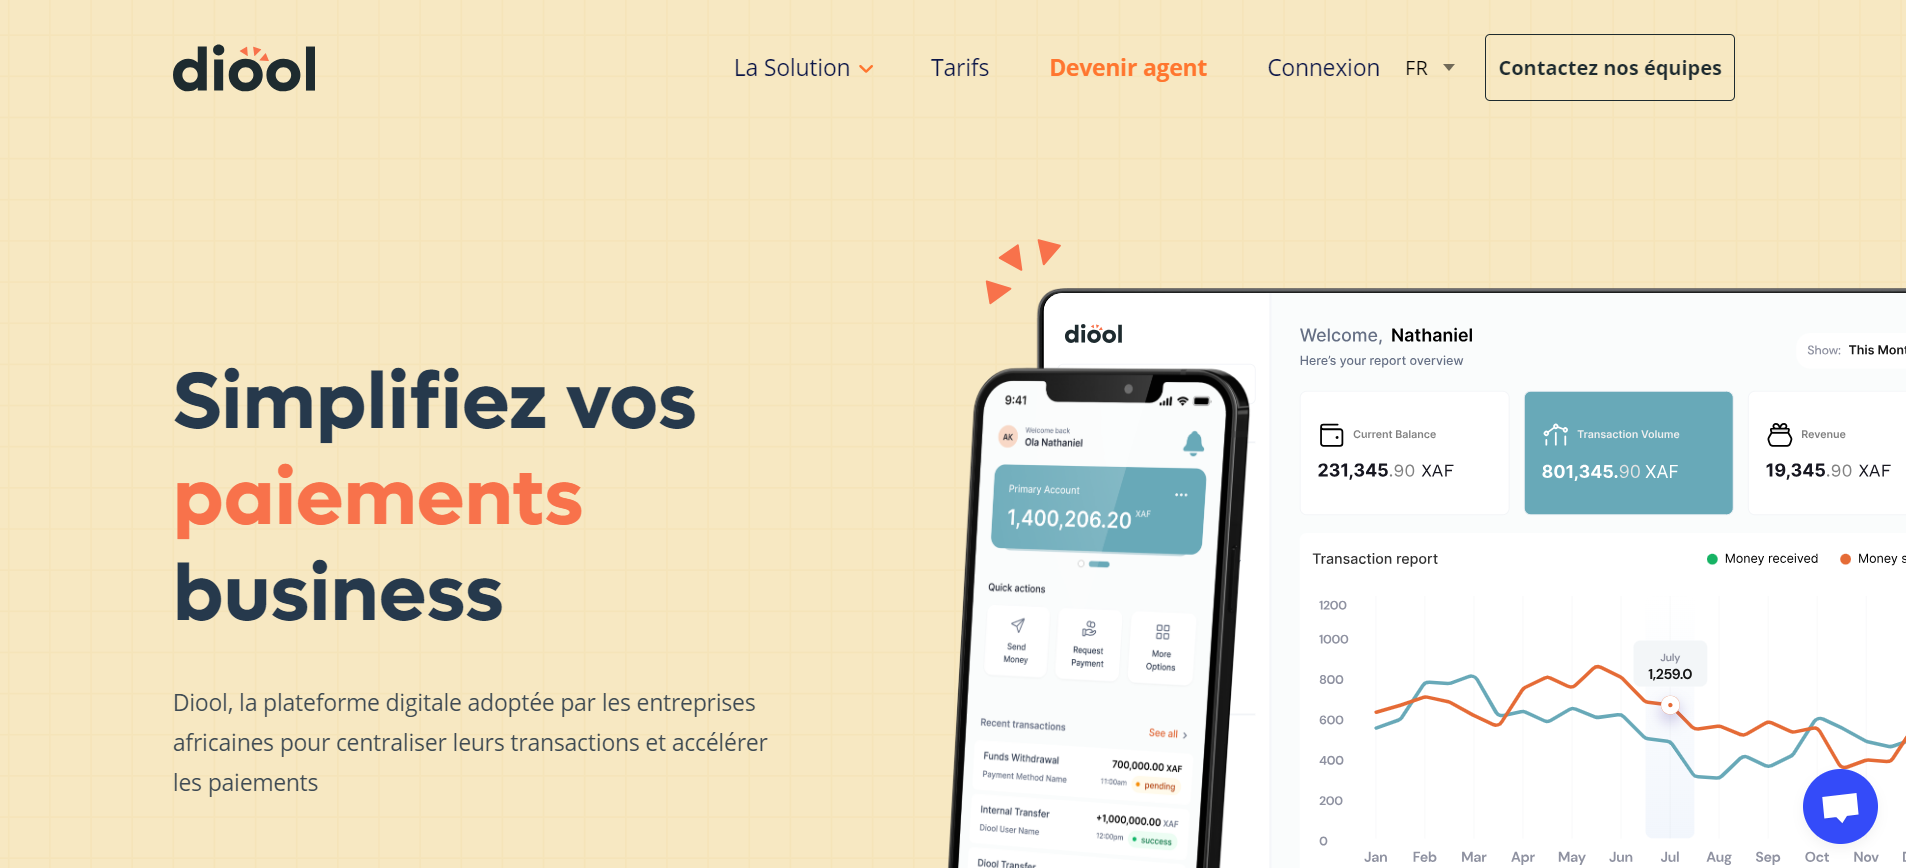 diool
La Solution
Tarifs
Devenir agent
Connexion
FR
Contactez nos équipes
Simplifiez vos
paiements
business
Diool, la plateforme digitale adoptée par les entreprises
africaines pour centraliser leurs transactions et accélérer
les paiements
diool
Welcome, Nathaniel
Here's your report overview
Show: This Mont
Current Balance
231,345.90 XAF
Transaction Volume
801,345.90 XAF
Revenue
19,345.90 XAF
Transaction report
Money received
Money s
1200
1000
800
600
400
200
0
July
1,259.0
Jan Feb Mar Apr May Jun Jul Aug Sep Oct Nov D
9:41
AK
Welcome back
Ola Nathaniel
Primary Account
1,400,206.20 XAF
Quick actions
Send
Money
Request
Payment
More
Options
Recent transactions
See all
Funds Withdrawal
700,000.00 XAF
Payment Method Name
11:00am
pending
Internal Transfer
+1,000,000.00 XAF
Diool User Name
12:00pm
success
Diool Transfer